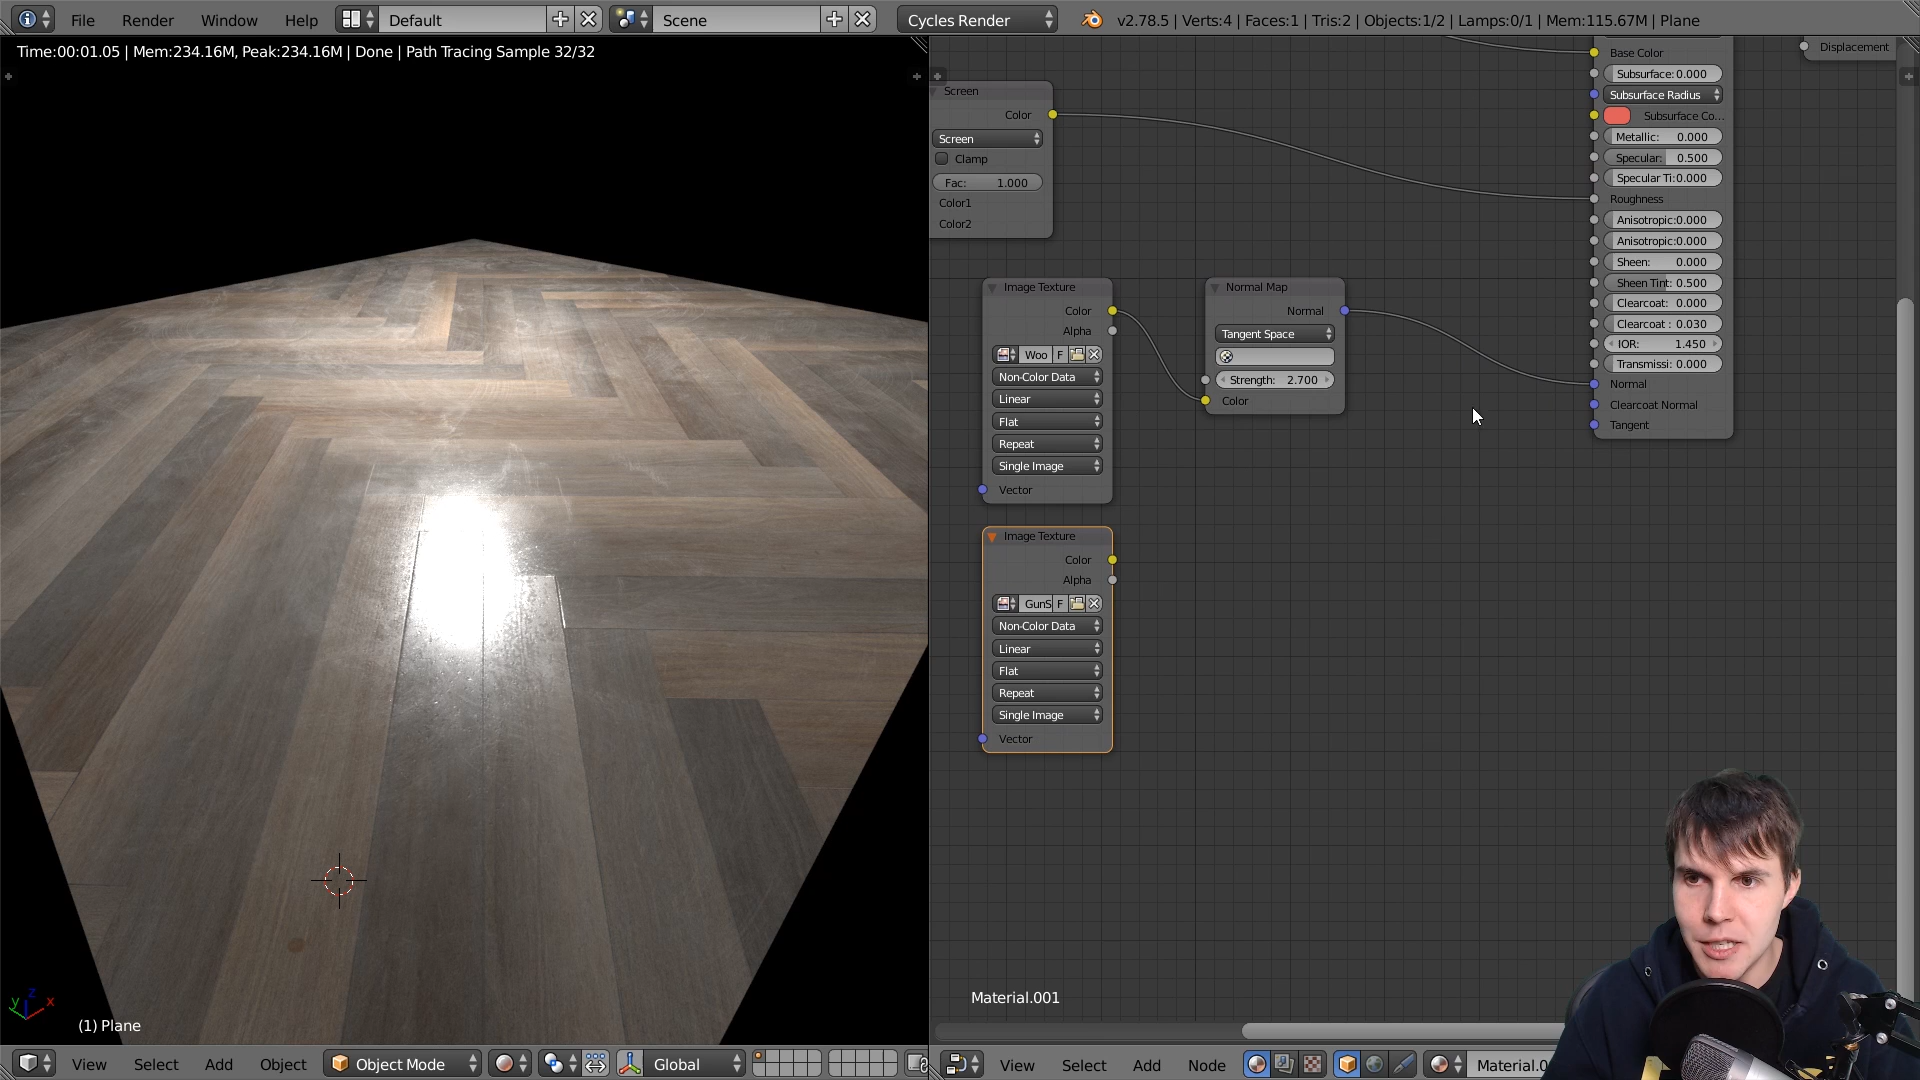 File Render Window Help Default Scene Cycles Render v2.78.5 | Verts:4 | Faces:1 | Tris:2 | Objects:1/2 | Lamps:0/1 | Mem:115.67M | Plane
Time:00:01.05 | Mem:234.16M, Peak:234.16M | Done | Path Tracing Sample 32/32
Screen
Color
Screen
Clamp
Fac: 1.000
Color1
Color2
Image Texture
Color
Alpha
Woo F
Non-Color Data
Linear
Flat
Repeat
Single Image
Vector
Normal Map
Normal
Tangent Space
Strength: 2.700
Color
Image Texture
Color
Alpha
GunS F
Non-Color Data
Linear
Flat
Repeat
Single Image
Vector
Base Color
Subsurface: 0.000
Subsurface Radius
Subsurface Co...
Metallic: 0.000
Specular: 0.500
Specular Ti:0.000
Roughness
Anisotropic:0.000
Anisotropic:0.000
Sheen: 0.000
Sheen Tint: 0.500
Clearcoat: 0.000
Clearcoat : 0.030
IOR: 1.450
Transmissi: 0.000
Normal
Clearcoat Normal
Tangent
Displacement
Material.001
z
y
x
(1) Plane
View Select Add Object Object Mode Global
View Select Add Node Material.0